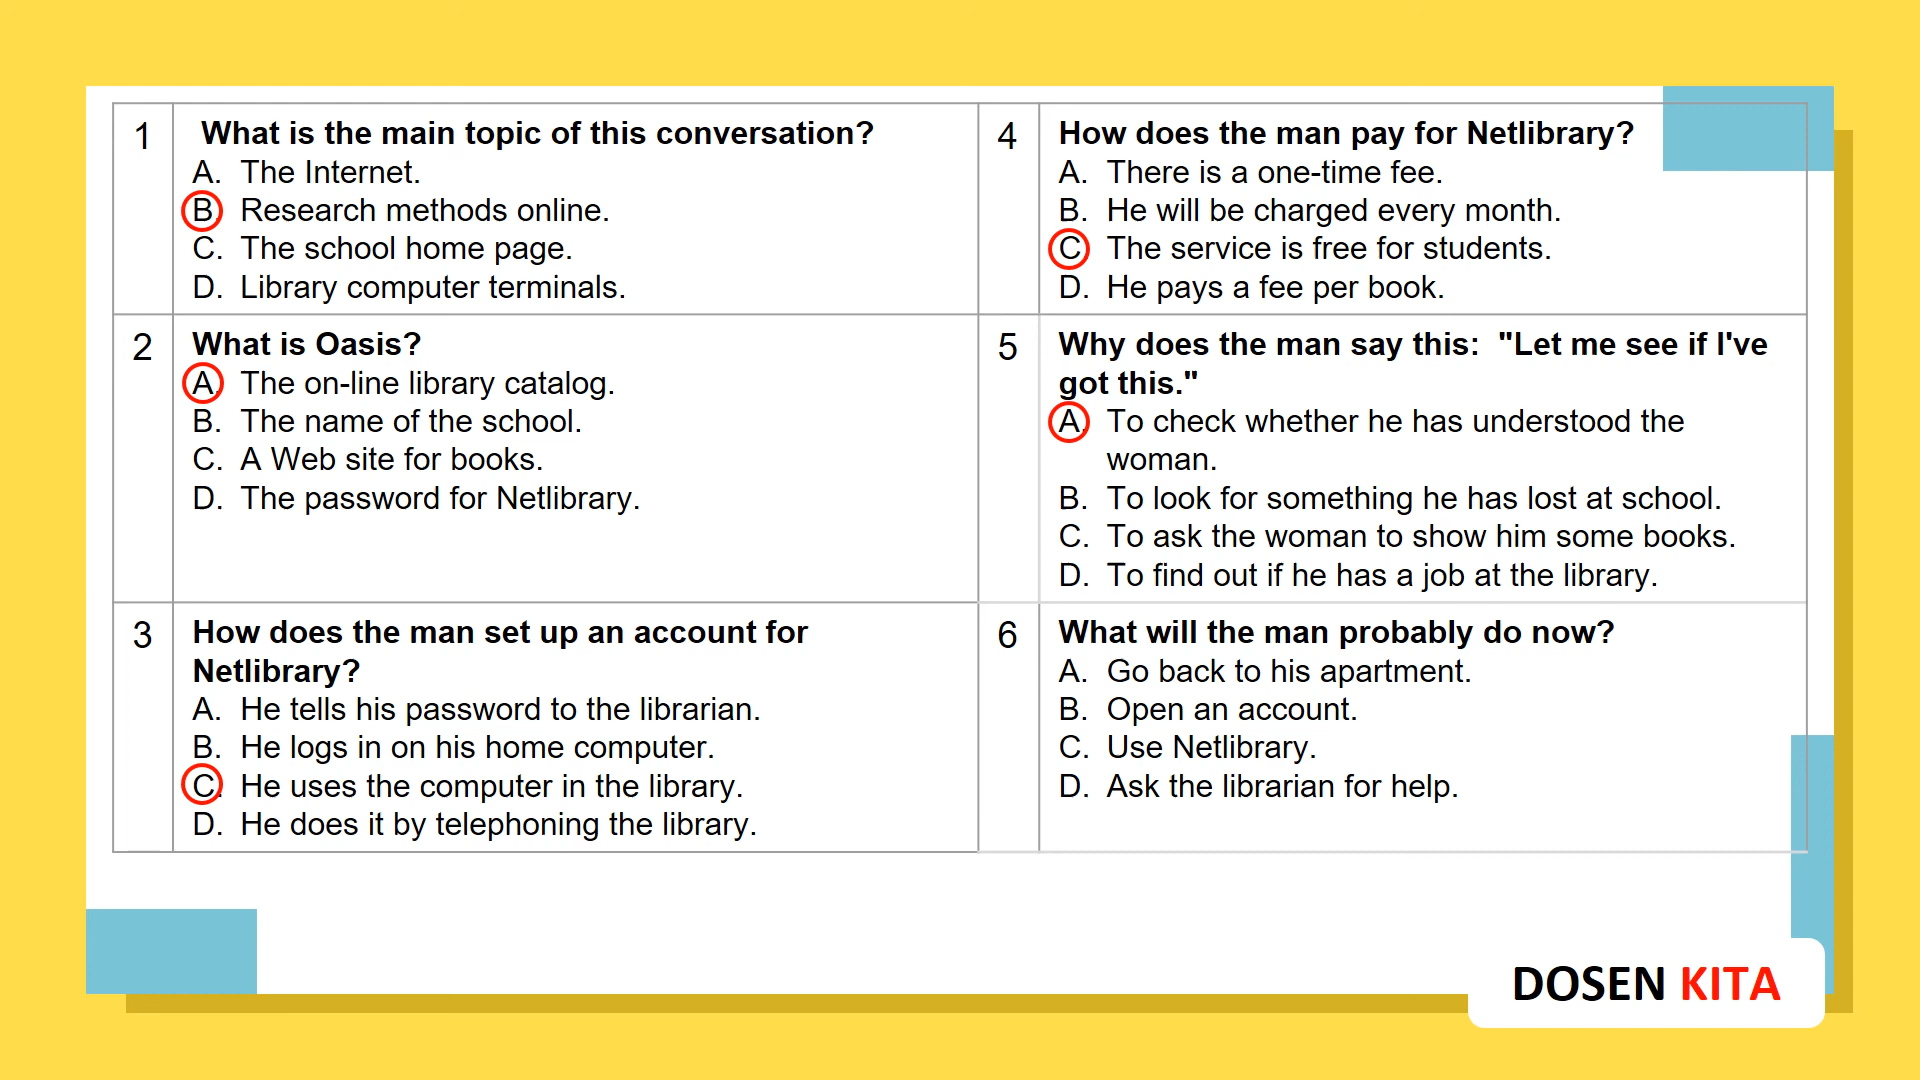 1
What is the main topic of this conversation?
A. The Internet.
B. Research methods online.
C. The school home page.
D. Library computer terminals.
2
What is Oasis?
A. The on-line library catalog.
B. The name of the school.
C. A Web site for books.
D. The password for Netlibrary.
3
How does the man set up an account for
Netlibrary?
A. He tells his password to the librarian.
B. He logs in on his home computer.
C. He uses the computer in the library.
D. He does it by telephoning the library.
4
How does the man pay for Netlibrary?
A. There is a one-time fee.
B. He will be charged every month.
C The service is free for students.
D. He pays a fee per book.
5
Why does the man say this: "Let me see if I've
got this."
A. To check whether he has understood the
woman.
B. To look for something he has lost at school.
C. To ask the woman to show him some books.
D. To find out if he has a job at the library.
6
What will the man probably do now?
A. Go back to his apartment.
B. Open an account.
C. Use Netlibrary.
D. Ask the librarian for help.
DOSEN KITA